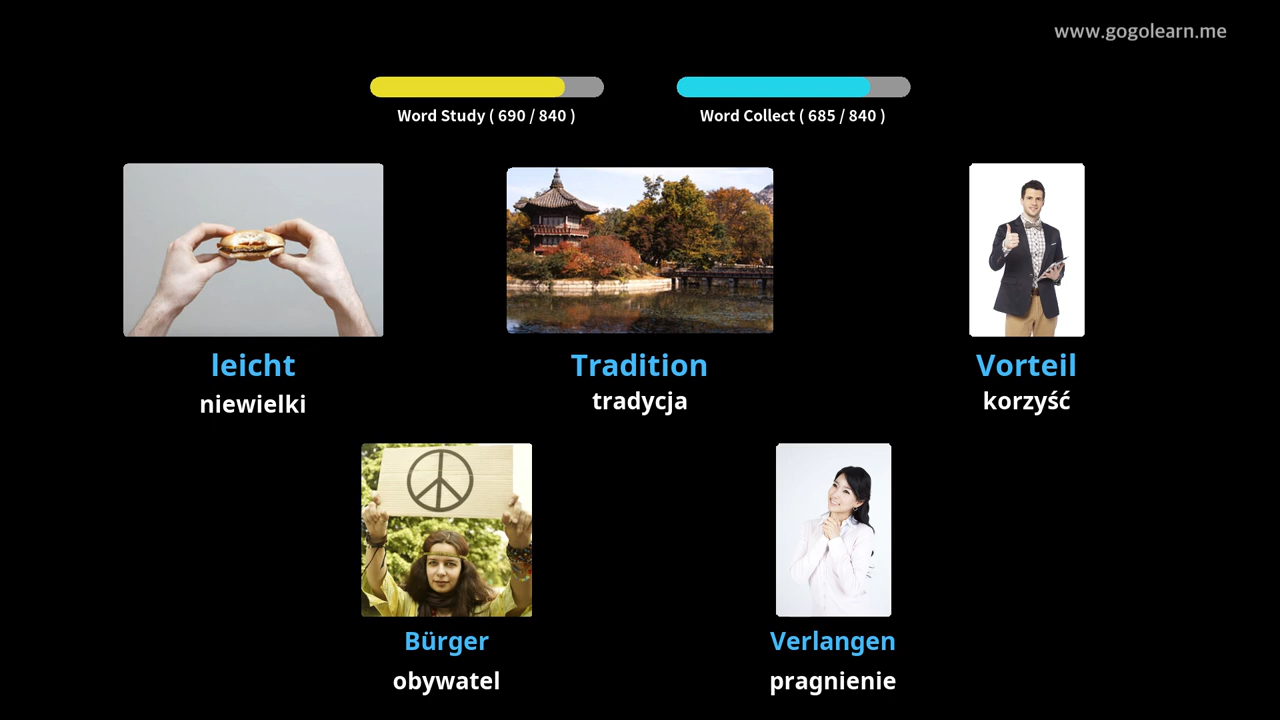 www.gogolearn.me
Word Study ( 690 / 840 )
Word Collect ( 685 / 840 )
leicht
niewielki
Tradition
tradycja
Vorteil
korzyść
Bürger
obywatel
Verlangen
pragnienie